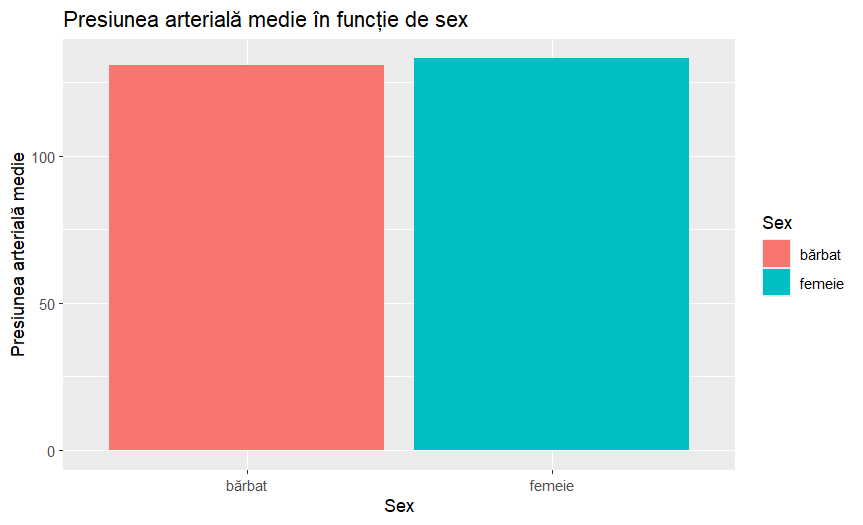 Presiunea arterială medie în funcție de sex
Presiunea arterială medie
100
50
0
bărbat
femeie
Sex
Sex
bărbat
femeie